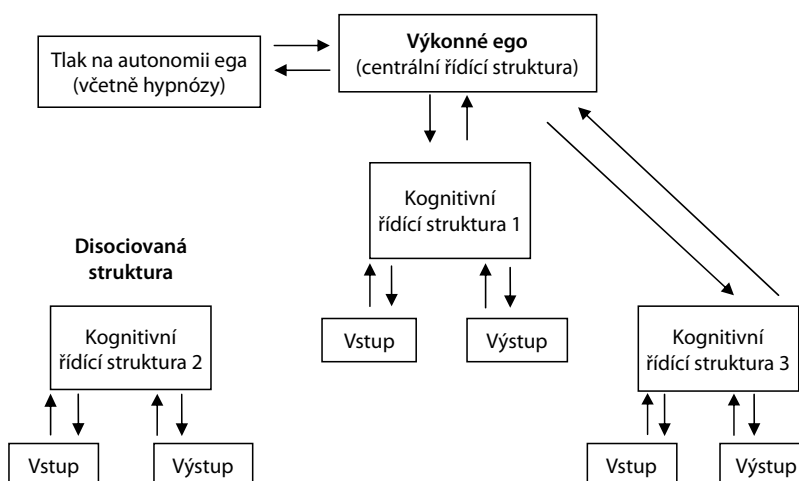 Tlak na autonomii ega
(včetně hypnózy)
Výkonné ego
(centrální řídící struktura)
Kognitivní
řídící struktura 1
Vstup
Výstup
Disociovaná
struktura
Kognitivní
řídící struktura 2
Vstup
Výstup
Kognitivní
řídící struktura 3
Vstup
Výstup